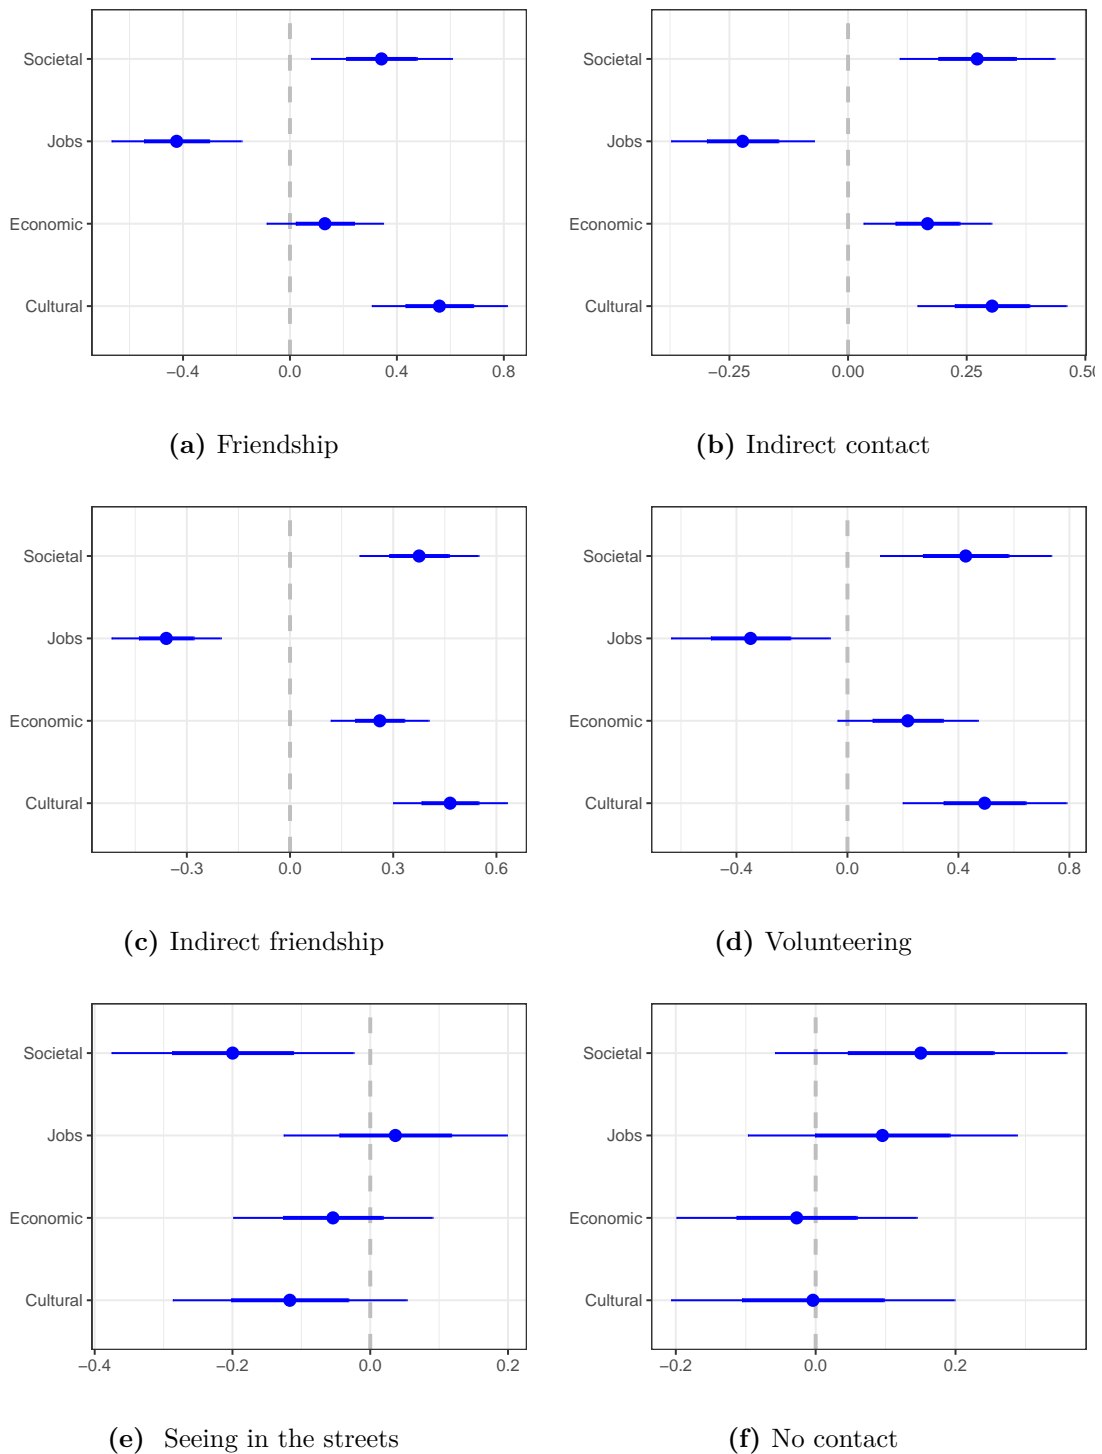 Societal
Jobs
Economic
Cultural
−0.4 0.0 0.4 0.8
(a) Friendship
Societal
Jobs
Economic
Cultural
−0.25 0.00 0.25 0.50
(b) Indirect contact
Societal
Jobs
Economic
Cultural
−0.3 0.0 0.3 0.6
(c) Indirect friendship
Societal
Jobs
Economic
Cultural
−0.4 0.0 0.4 0.8
(d) Volunteering
Societal
Jobs
Economic
Cultural
−0.4 −0.2 0.0 0.2
(e) Seeing in the streets
Societal
Jobs
Economic
Cultural
−0.2 0.0 0.2
(f) No contact